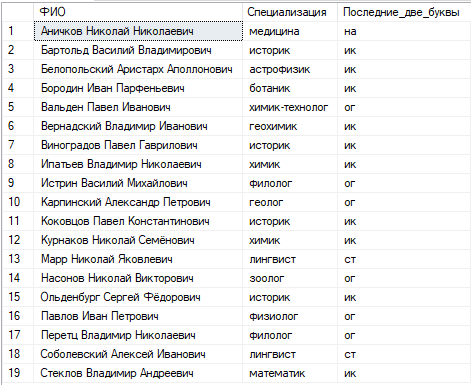 ФИО Специализация Последние_две_буквы
1 Аничков Николай Николаевич медицина на
2 Бартольд Василий Владимирович историк ик
3 Белопольский Аристарх Аполлонович астрофизик ик
4 Бородин Иван Парфеньевич ботаник ик
5 Вальден Павел Иванович химик-технолог ог
6 Вернадский Владимир Иванович геохимик ик
7 Виноградов Павел Гаврилович историк ик
8 Ипатьев Владимир Николаевич химик ик
9 Истрин Василий Михайлович филолог ог
10 Карпинский Александр Петрович геолог ог
11 Коковцов Павел Константинович историк ик
12 Курнаков Николай Семёнович химик ик
13 Марр Николай Яковлевич лингвист ст
14 Насонов Николай Викторович зоолог ог
15 Ольденбург Сергей Фёдорович историк ик
16 Павлов Иван Петрович физиолог ог
17 Перетц Владимир Николаевич филолог ог
18 Соболевский Алексей Иванович лингвист ст
19 Стеклов Владимир Андреевич математик ик